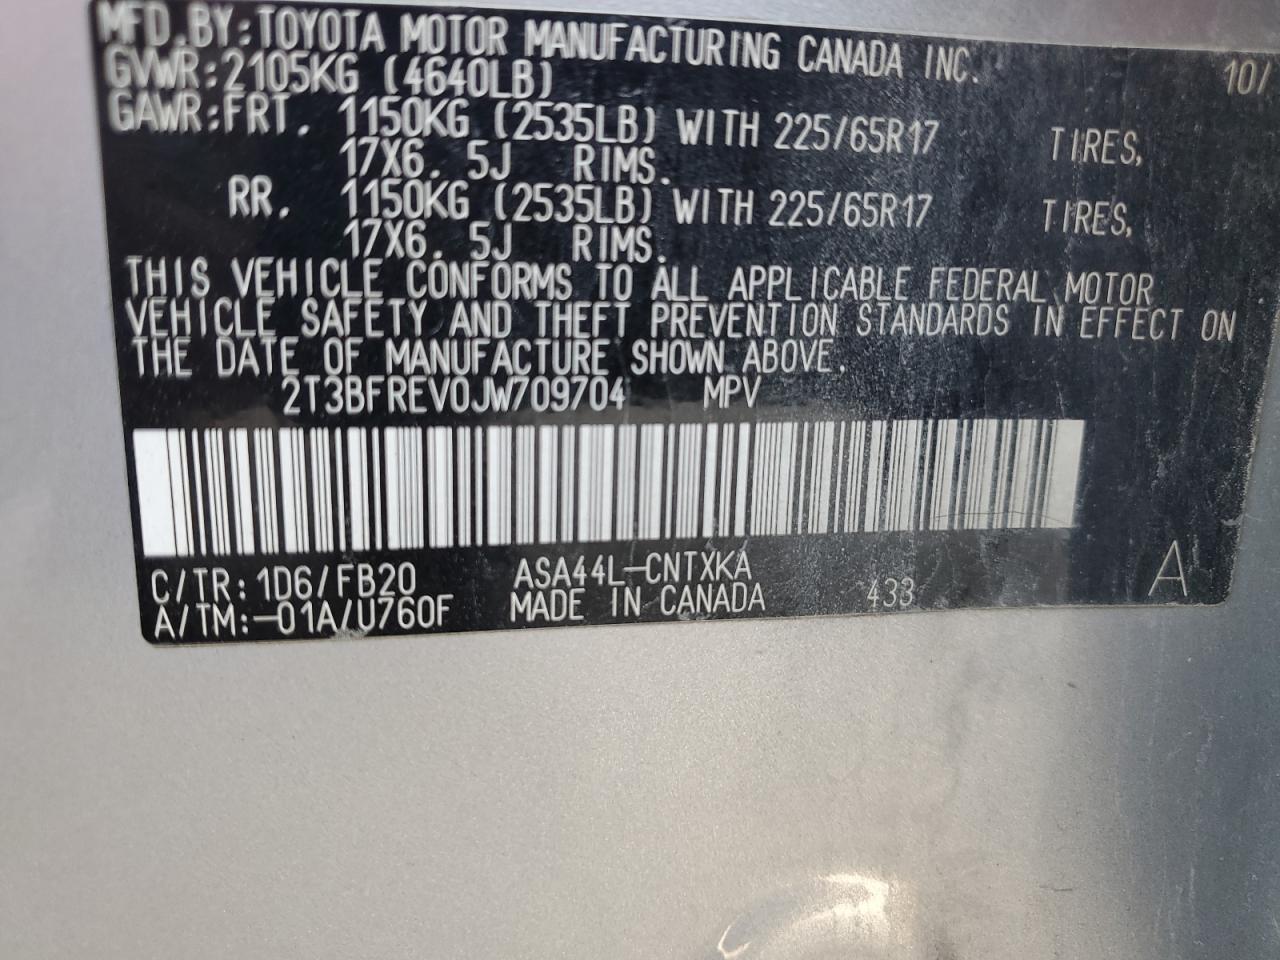 MFD.BY:TOYOTA MOTOR MANUFACTURING CANADA INC. 10/
GVWR:2105KG (4640LB)
GAWR:FRT. 1150KG (2535LB) WITH 225/65R17 TIRES,
17X6. 5J RIMS.
RR. 1150KG (2535LB) WITH 225/65R17 TIRES,
17X6. 5J RIMS.
THIS VEHICLE CONFORMS TO ALL APPLICABLE FEDERAL MOTOR
VEHICLE SAFETY AND THEFT PREVENTION STANDARDS IN EFFECT ON
THE DATE OF MANUFACTURE SHOWN ABOVE.
2T3BFREV0JW709704 MPV
C/TR: 1D6/FB20 ASA44L-CNTXKA
A/TM:-01A/U760F MADE IN CANADA 433 A